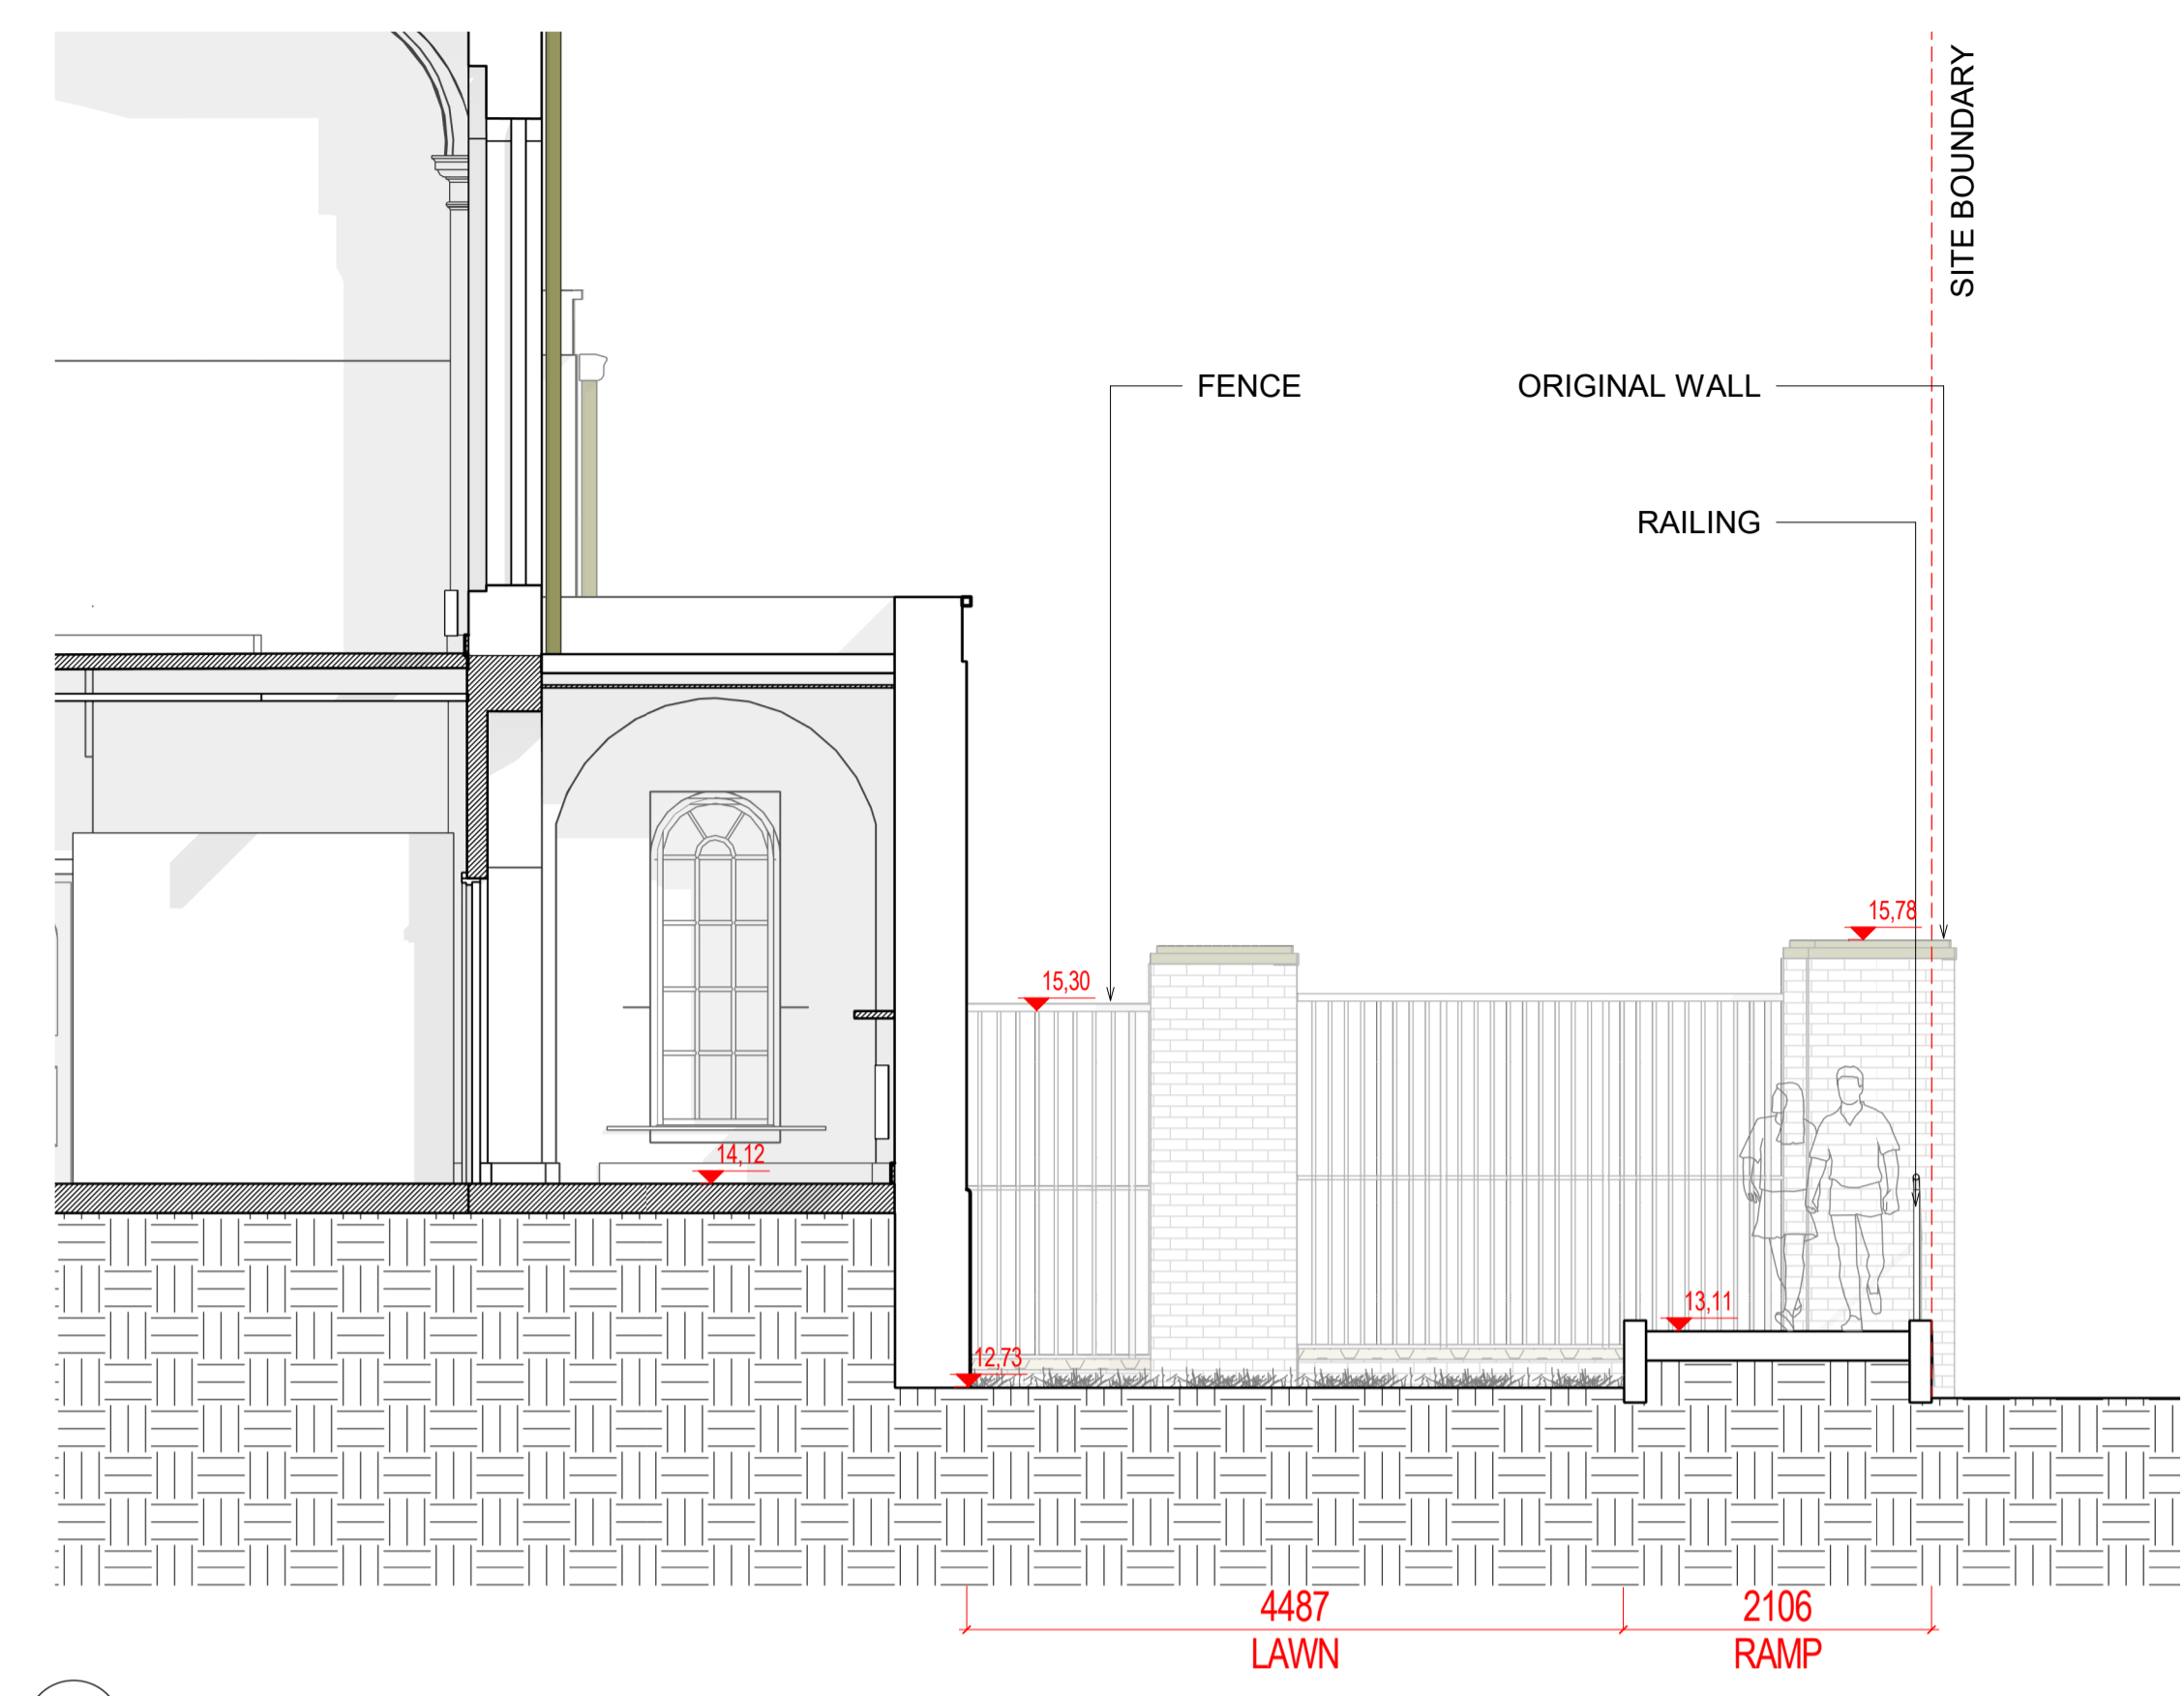 SITE BOUNDARY
FENCE
ORIGINAL WALL
RAILING
15,78
15,30
14,12
13,11
12,73
4487
2106
LAWN
RAMP